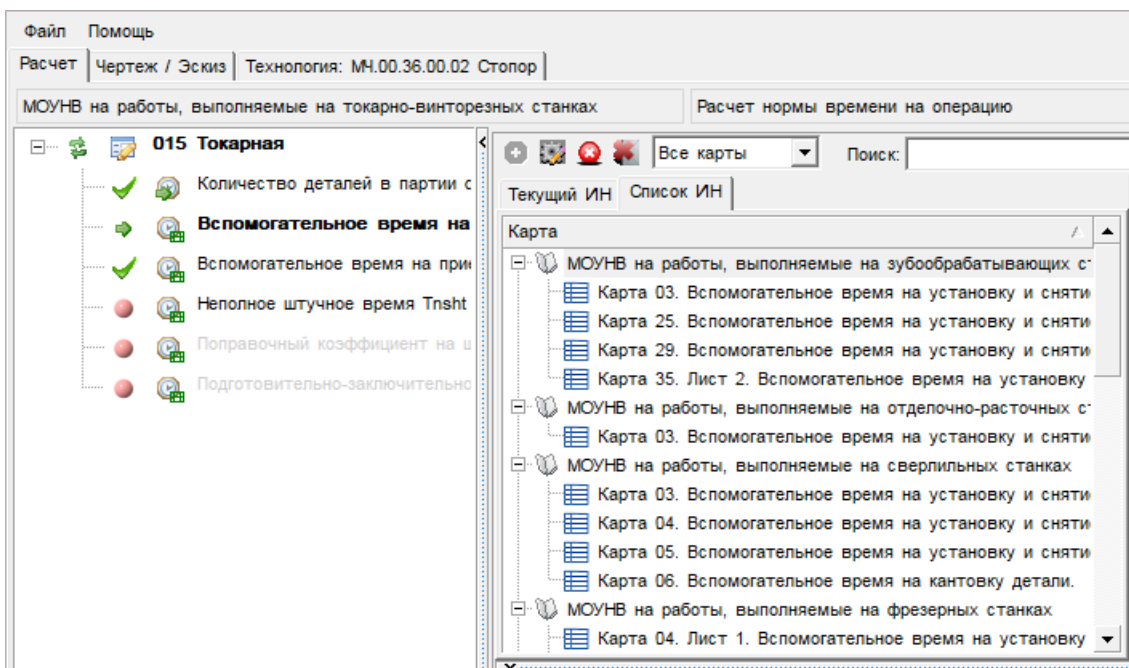 Файл Помощь
Расчет Чертеж / Эскиз Технология: МЧ.00.36.00.02 Стопор
МОУНВ на работы, выполняемые на токарно-винторезных станках Расчет нормы времени на операцию
015 Токарная
Количество деталей в партии
Вспомогательное время на
Вспомогательное время на
Неполное штучное время Tnsht
Поправочный коэффициент на
Подготовительно-заключительно
Все карты Поиск:
Текущий ИН Список ИН
Карта
МОУНВ на работы, выполняемые на зубообрабатывающих
Карта 03. Вспомогательное время на установку и сняти
Карта 25. Вспомогательное время на установку и сняти
Карта 29. Вспомогательное время на установку и сняти
Карта 35. Лист 2. Вспомогательное время на установку
МОУНВ на работы, выполняемые на отделочно-расточных
Карта 03. Вспомогательное время на установку и сняти
МОУНВ на работы, выполняемые на сверлильных станках
Карта 03. Вспомогательное время на установку и сняти
Карта 04. Вспомогательное время на установку и сняти
Карта 05. Вспомогательное время на установку и сняти
Карта 06. Вспомогательное время на кантовку детали.
МОУНВ на работы, выполняемые на фрезерных станках
Карта 04. Лист 1. Вспомогательное время на установку